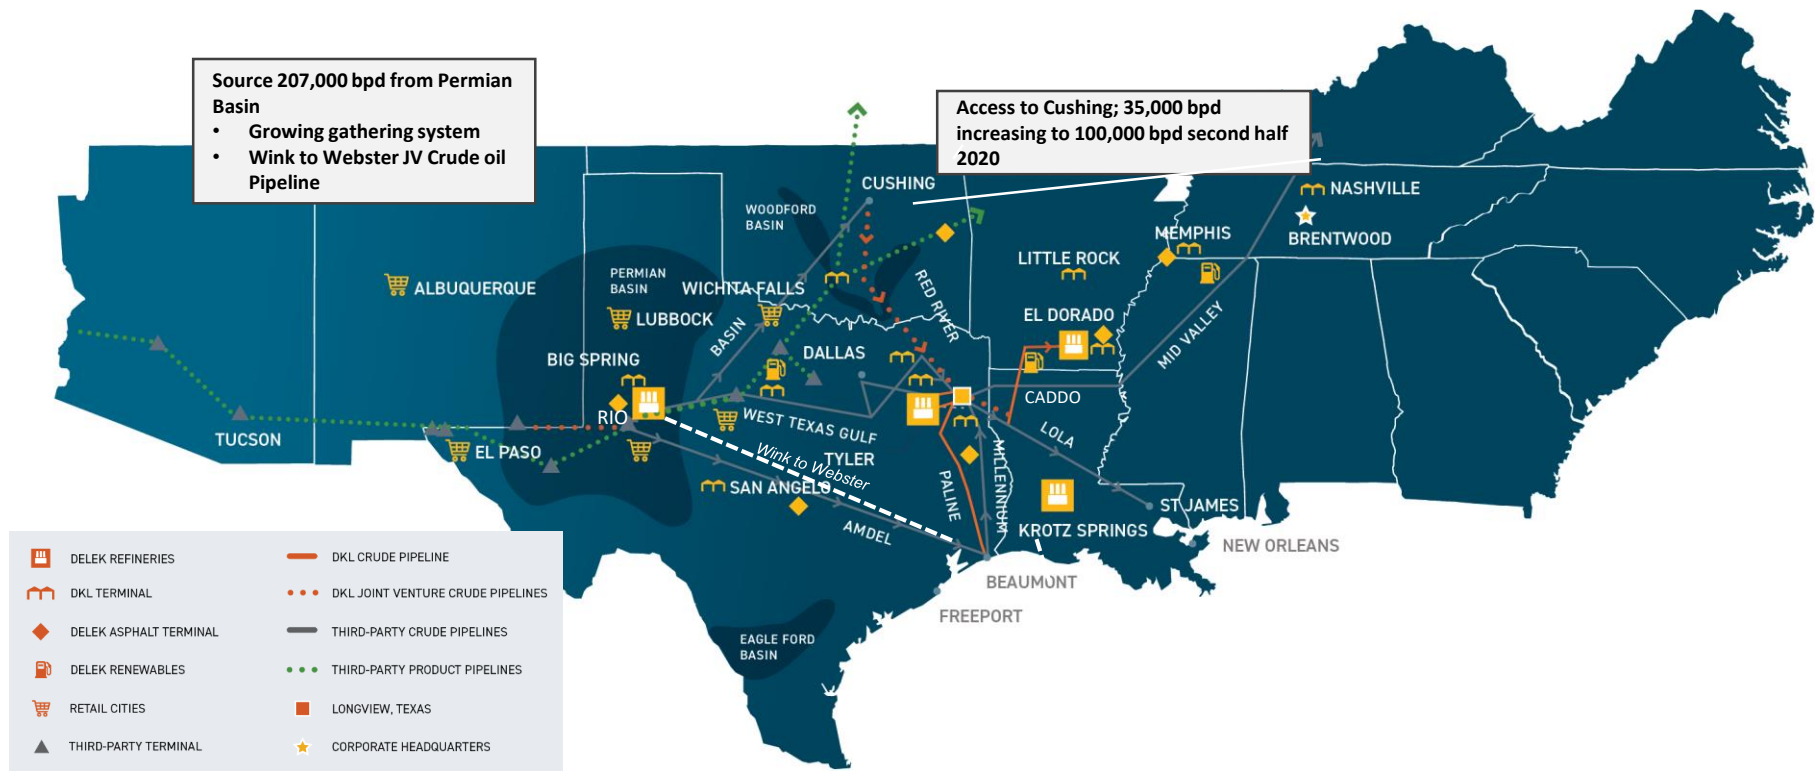 Source 207,000 bpd from Permian
Basin
• Growing gathering system
• Wink to Webster JV Crude oil
Pipeline
Access to Cushing; 35,000 bpd
increasing to 100,000 bpd second half
2020
CUSHING
WOODFORD
BASIN
NASHVILLE
BRENTWOOD
MEMPHIS
LITTLE ROCK
ALBUQUERQUE
PERMIAN
BASIN
WICHITA FALLS
LUBBOCK
RED RIVER
EL DORADO
BASIN
MID VALLEY
BIG SPRING
DALLAS
CADDO
RIO
WEST TEXAS GULF
LOLA
TUCSON
EL PASO
TYLER
Wink to Webster
MILLENNIUM
PALINE
SAN ANGELO
ST JAMES
AMDEL
KROTZ SPRINGS
NEW ORLEANS
BEAUMONT
FREEPORT
EAGLE FORD
BASIN
DELEK REFINERIES
DKL TERMINAL
DELEK ASPHALT TERMINAL
DELEK RENEWABLES
RETAIL CITIES
THIRD-PARTY TERMINAL
DKL CRUDE PIPELINE
DKL JOINT VENTURE CRUDE PIPELINES
THIRD-PARTY CRUDE PIPELINES
THIRD-PARTY PRODUCT PIPELINES
LONGVIEW, TEXAS
CORPORATE HEADQUARTERS